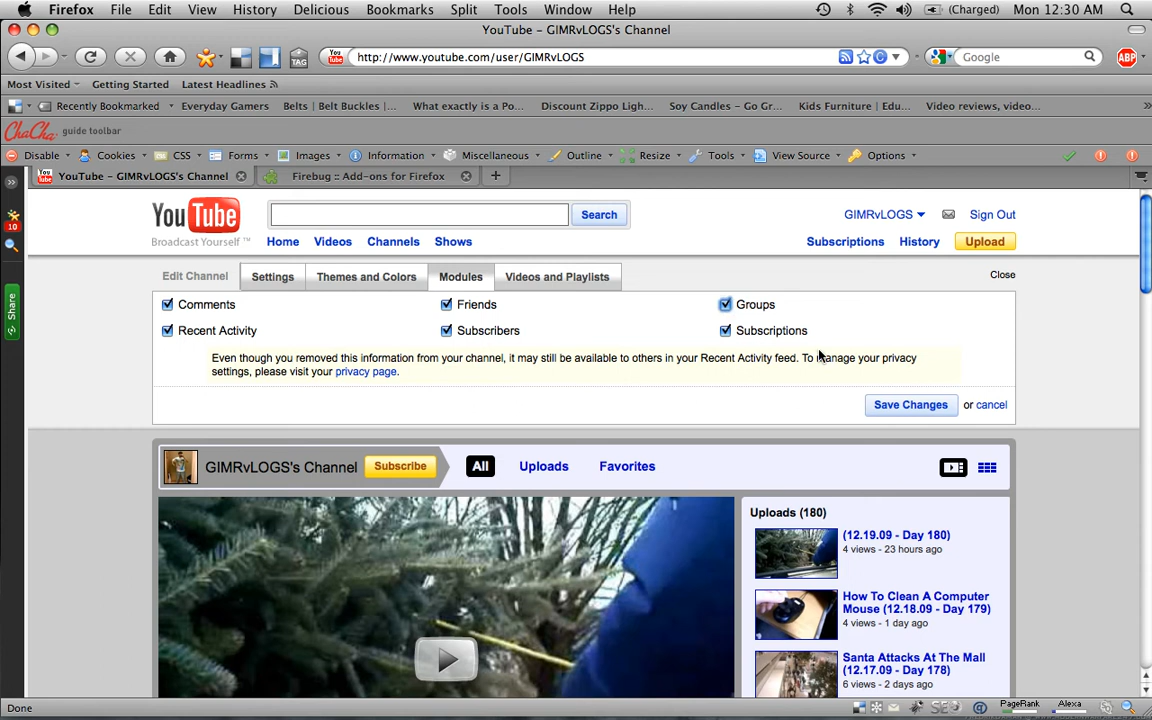 Firefox File Edit View History Delicious Bookmarks Split Tools Window Help (Charged) Mon 12:30 AM
YouTube - GIMRvLOGS's Channel
TAG http://www.youtube.com/user/GIMRvLOGS Google ABP
Most Visited Getting Started Latest Headlines
Recently Bookmarked Everyday Gamers Belts | Belt Buckles |... What exactly is a Po... Discount Zippo Ligh... Soy Candles – Go Gr... Kids Furniture | Edu... Video reviews, video... »
ChaCha guide toolbar
Disable Cookies CSS Forms Images Information Miscellaneous Outline Resize Tools View Source Options
YouTube - GIMRvLOGS's Channel Firebug :: Add-ons for Firefox +
10
Share
YouTube Search GIMRvLOGS Sign Out
Broadcast Yourself ™ Home Videos Channels Shows Subscriptions History Upload
Edit Channel Settings Themes and Colors Modules Videos and Playlists Close
Comments Friends Groups
Recent Activity Subscribers Subscriptions
Even though you removed this information from your channel, it may still be available to others in your Recent Activity feed. To manage your privacy
settings, please visit your privacy page.
Save Changes or cancel
GIMRvLOGS's Channel Subscribe All Uploads Favorites
Uploads (180)
(12.19.09 - Day 180)
4 views - 23 hours ago
How To Clean A Computer
Mouse (12.18.09 - Day 179)
4 views - 1 day ago
Santa Attacks At The Mall
(12.17.09 - Day 178)
6 views - 2 days ago
Done PageRank Alexa